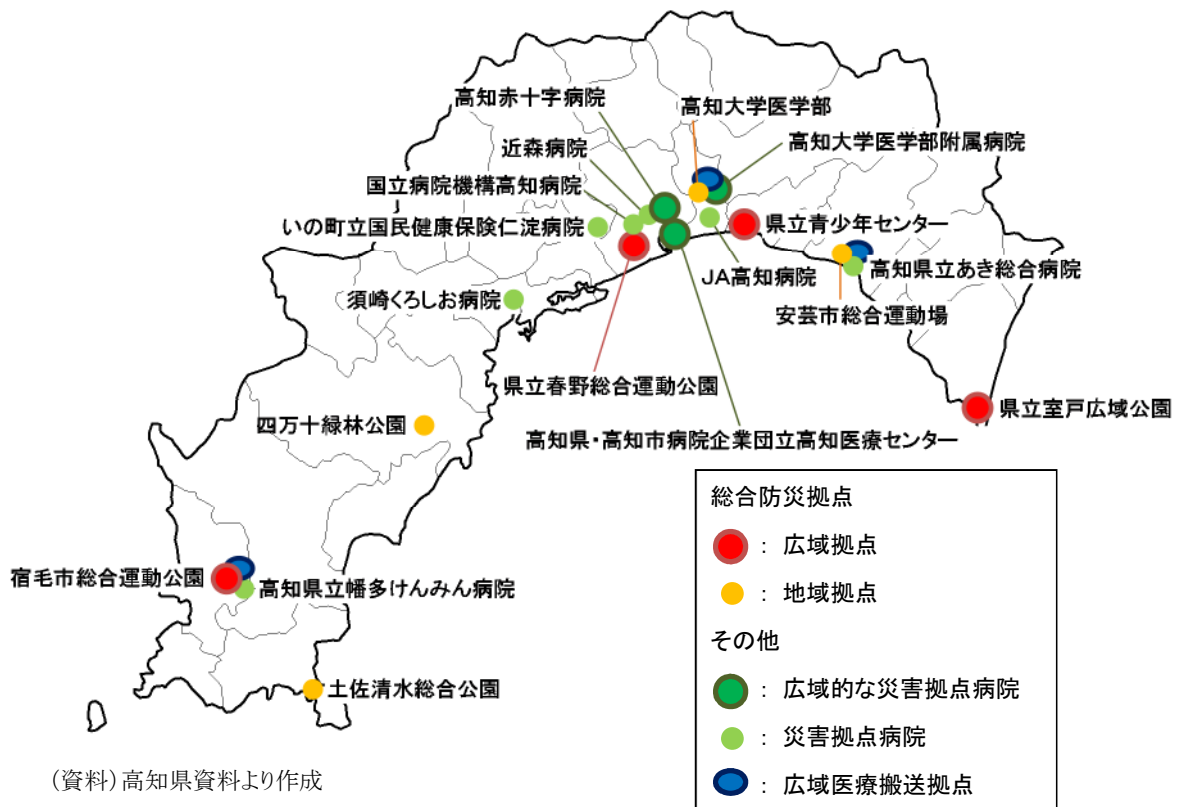 高知赤十字病院
高知大学医学部
近森病院
高知大学医学部附属病院
国立病院機構高知病院
いの町立国民健康保険仁淀病院
県立青少年センター
JA高知病院
高知県立あき総合病院
須崎くろしお病院
安芸市総合運動場
県立春野総合運動公園
県立室戸広域公園
四万十緑林公園
高知県・高知市病院企業団立高知医療センター
宿毛市総合運動公園
高知県立幡多けんみん病院
土佐清水総合公園
総合防災拠点
： 広域拠点
： 地域拠点
その他
： 広域的な災害拠点病院
： 災害拠点病院
： 広域医療搬送拠点
（資料）高知県資料より作成